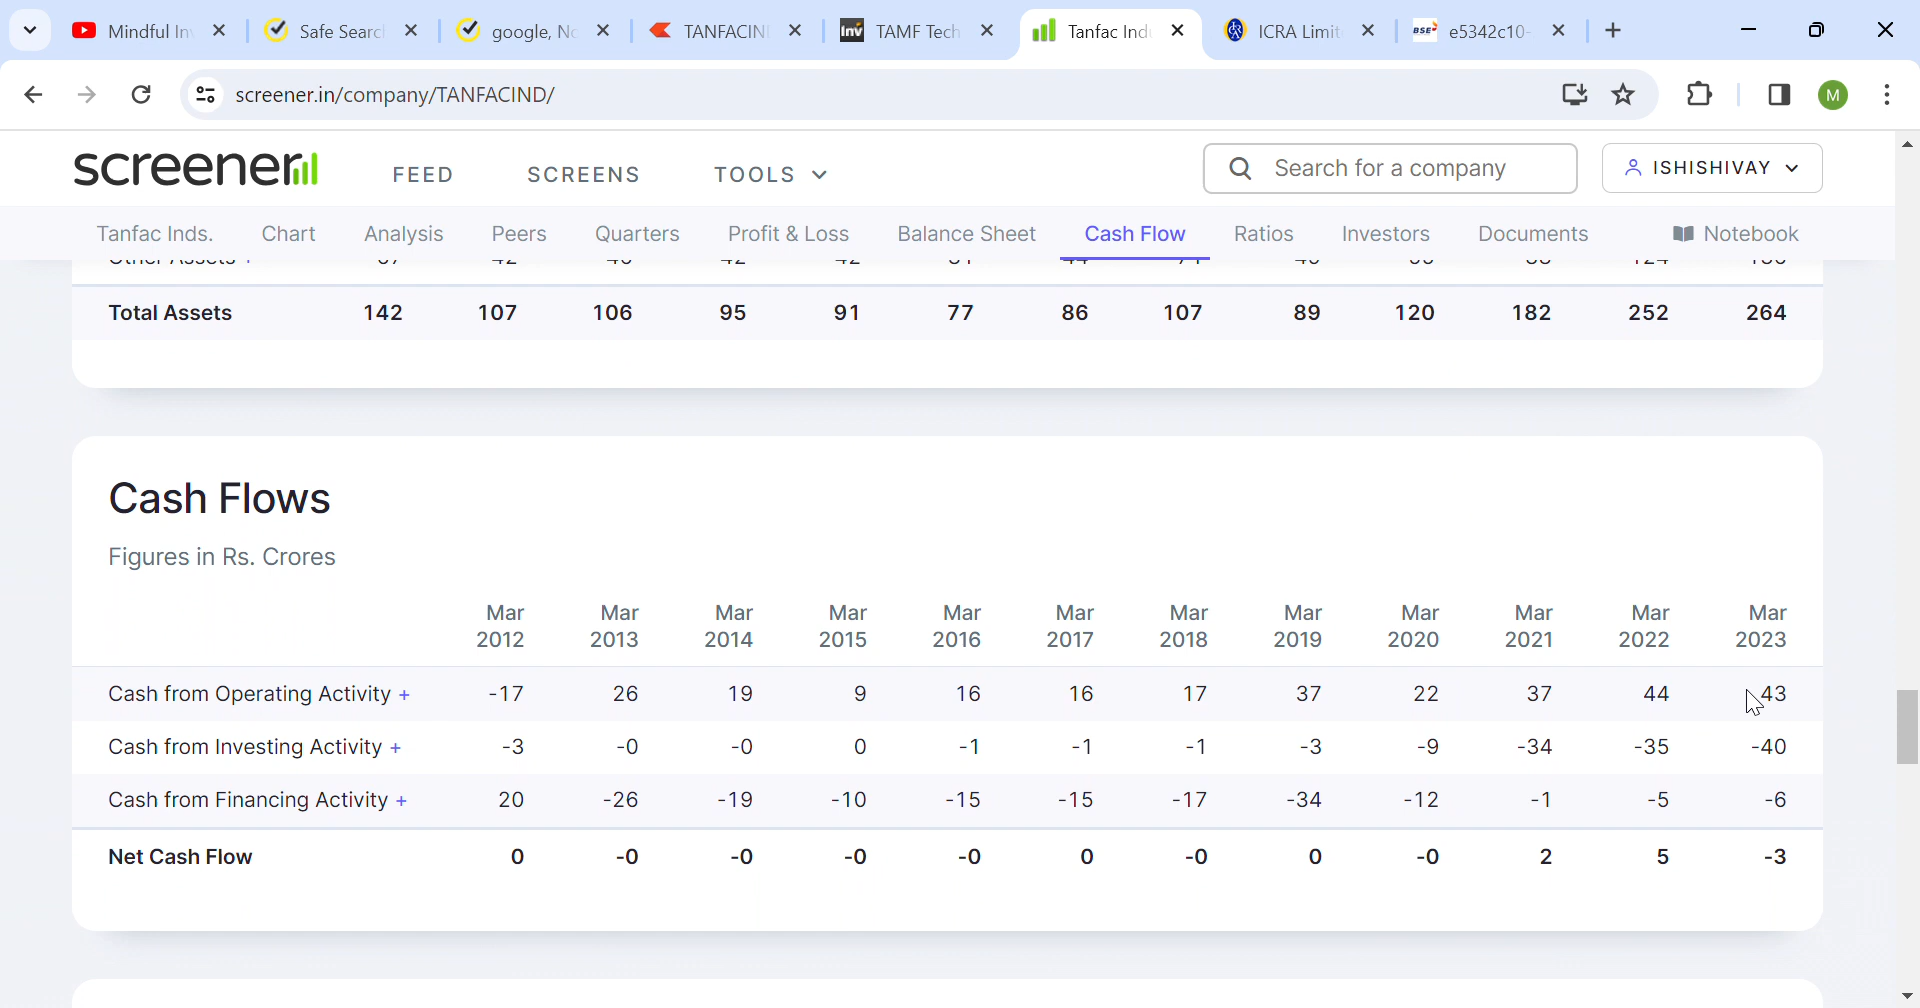 Mindful In
Safe Searc
google, No
TANFACIN
TAMF Tech
Tanfac Ind
ICRA Limit
BSE e5342c10-
screener.in/company/TANFACIND/
M
screener
FEED
SCREENS
TOOLS
Search for a company
ISHISHIVAY
Tanfac Inds. Chart Analysis Peers Quarters Profit & Loss Balance Sheet Cash Flow Ratios Investors Documents Notebook
Total Assets 142 107 106 95 91 77 86 107 89 120 182 252 264
Cash Flows
Figures in Rs. Crores
Mar 2012 Mar 2013 Mar 2014 Mar 2015 Mar 2016 Mar 2017 Mar 2018 Mar 2019 Mar 2020 Mar 2021 Mar 2022 Mar 2023
Cash from Operating Activity + -17 26 19 9 16 16 17 37 22 37 44 43
Cash from Investing Activity + -3 -0 -0 0 -1 -1 -1 -3 -9 -34 -35 -40
Cash from Financing Activity + 20 -26 -19 -10 -15 -15 -17 -34 -12 -1 -5 -6
Net Cash Flow 0 -0 -0 -0 -0 0 -0 0 -0 2 5 -3